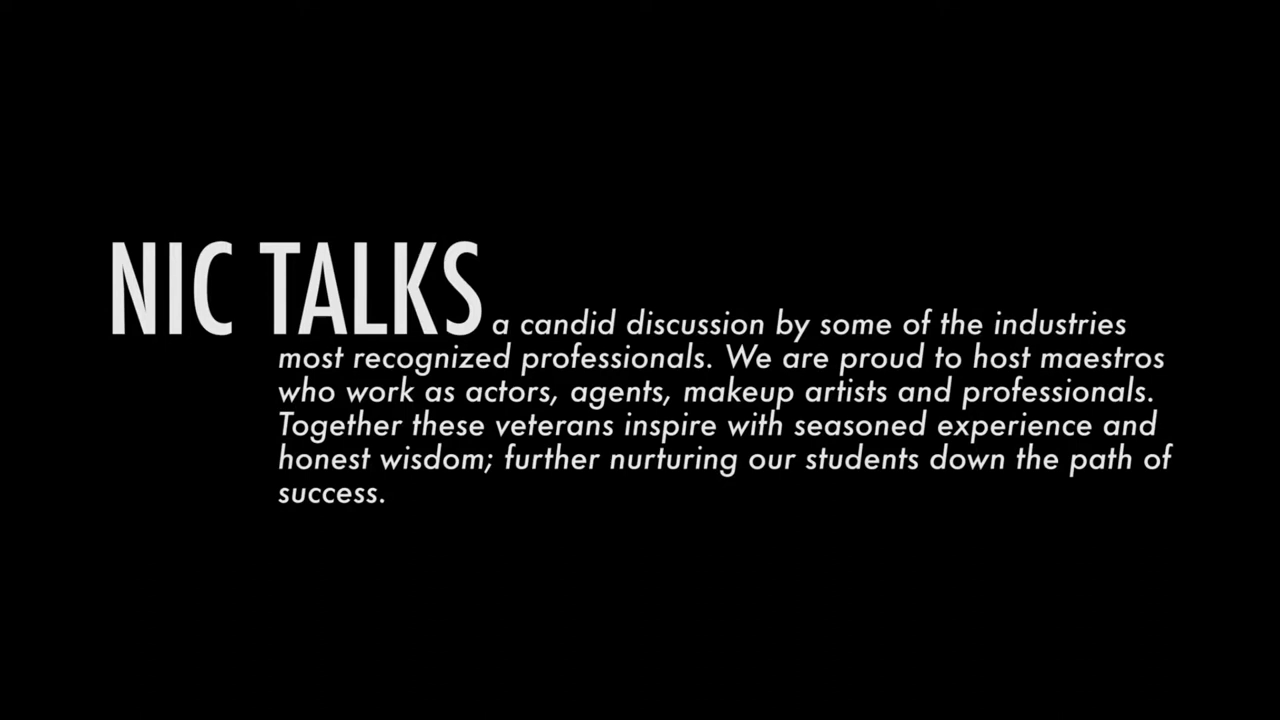 NIC TALKS a candid discussion by some of the industries
most recognized professionals. We are proud to host maestros
who work as actors, agents, makeup artists and professionals.
Together these veterans inspire with seasoned experience and
honest wisdom; further nurturing our students down the path of
success.